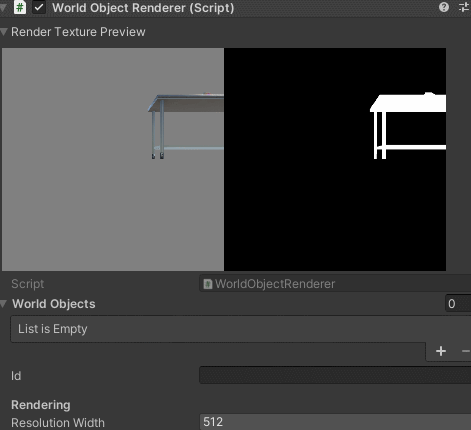 World Object Renderer (Script)
Render Texture Preview
Script WorldObjectRenderer
World Objects 0
List is Empty
Id
Rendering
Resolution Width 512